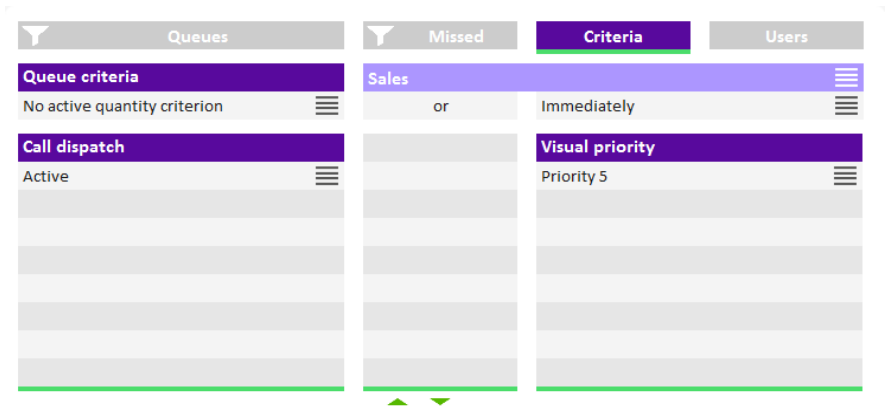 Queues Missed Criteria Users
Queue criteria Sales
No active quantity criterion or Immediately
Call dispatch Visual priority
Active Priority 5